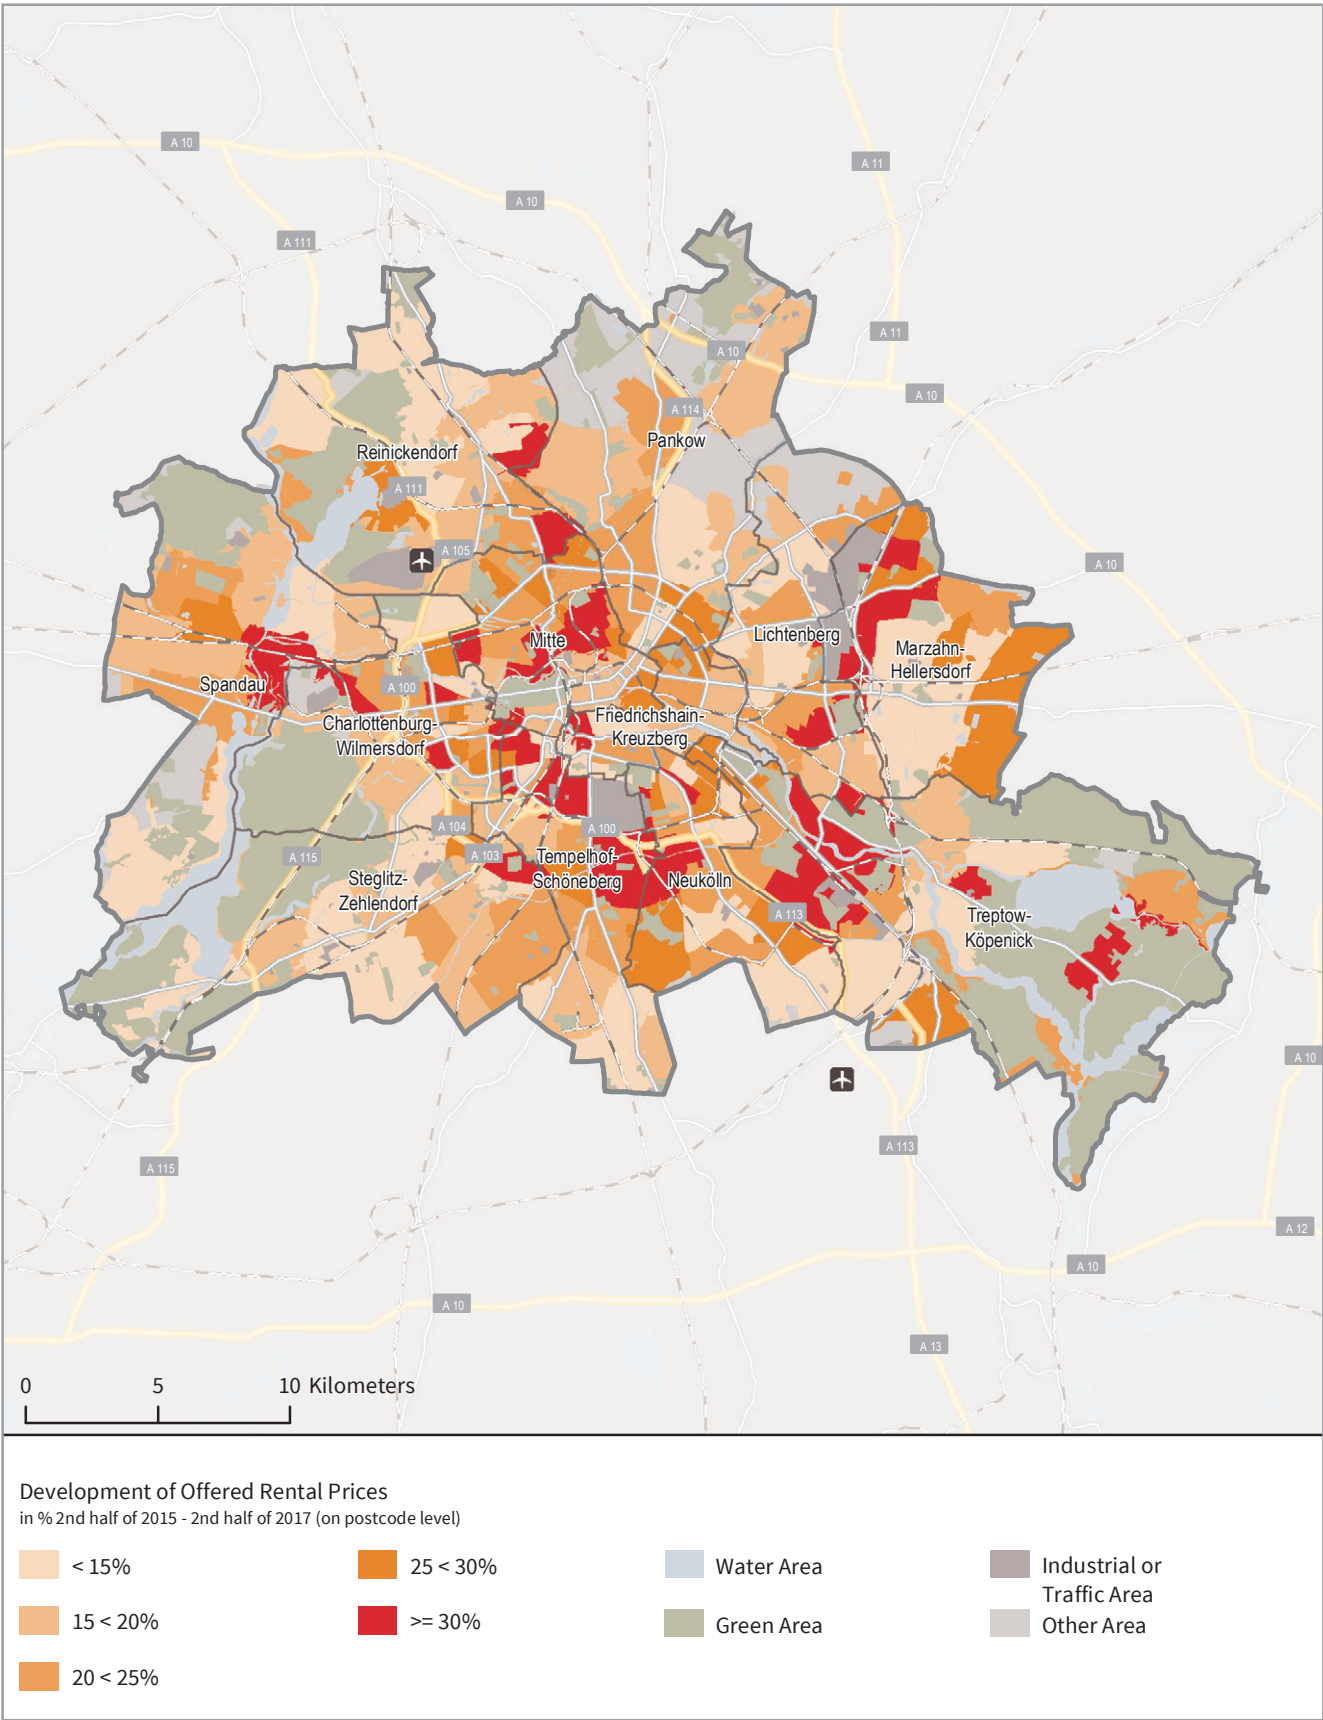 A 10
A 11
A 10
A 111
A 11
A 10
A 10
A 114
Pankow
Reinickendorf
A 111
A 105
A 10
Mitte
Lichtenberg
Marzahn-
Hellersdorf
Spandau
A 100
Charlottenburg-
Wilmersdorf
Friedrichshain-
Kreuzberg
A 104
A 100
A 103
A 115
Tempelhof-
Schöneberg
Steglitz-
Zehlendorf
Neukölln
A 113
Treptow-
Köpenick
A 10
A 113
A 115
A 12
A 10
A 10
A 13
0 5 10 Kilometers
Development of Offered Rental Prices
in % 2nd half of 2015 - 2nd half of 2017 (on postcode level)
< 15%
15 < 20%
20 < 25%
25 < 30%
>= 30%
Water Area
Green Area
Industrial or
Traffic Area
Other Area